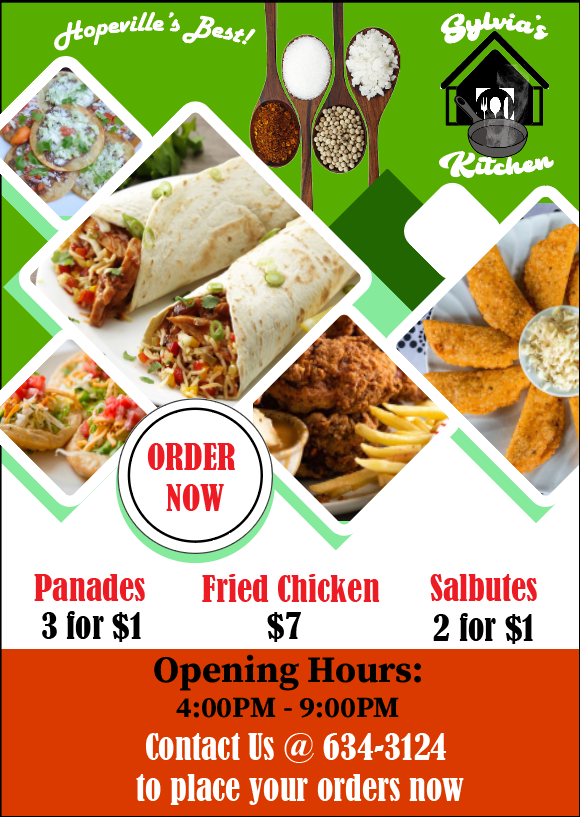 Hopeville's Best!
Sylvia's
Kitchen
ORDER
NOW
Panades
3 for $1
Fried Chicken
$7
Salbutes
2 for $1
Opening Hours:
4:00PM - 9:00PM
Contact Us @ 634-3124
to place your orders now